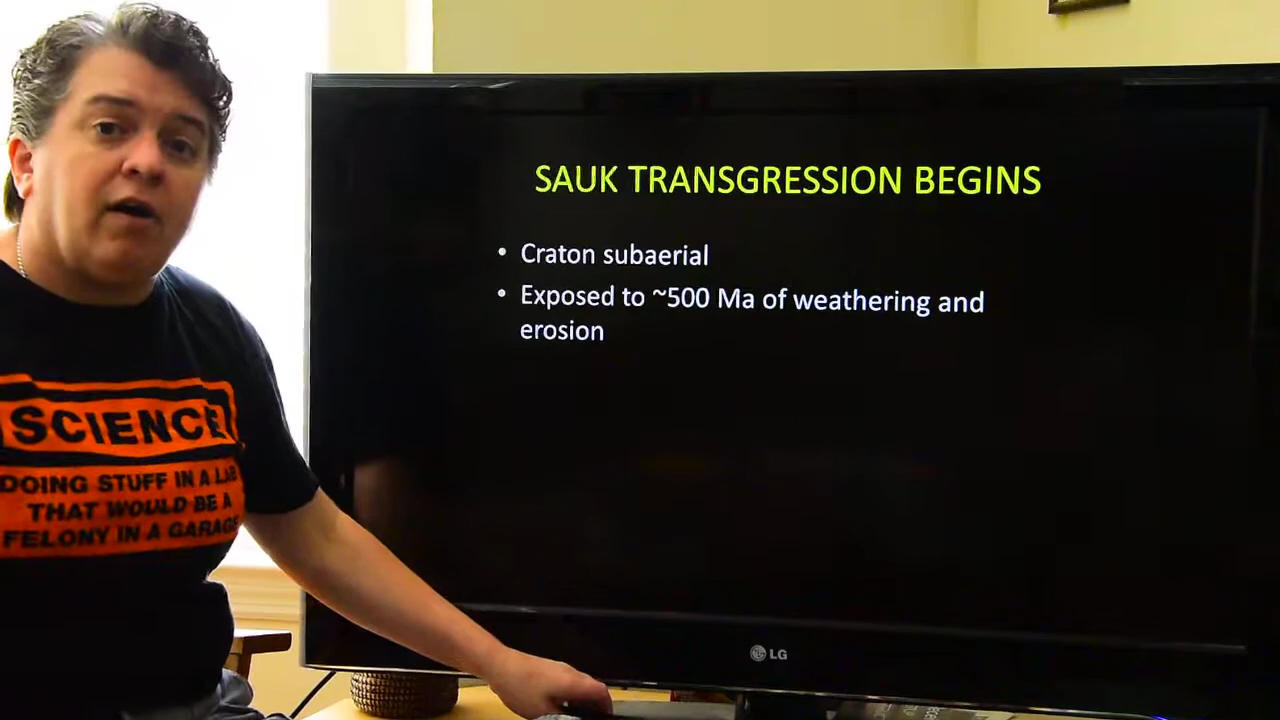 SAUK TRANSGRESSION BEGINS
• Craton subaerial
• Exposed to ~500 Ma of weathering and
erosion
SCIENCE
DOING STUFF IN A LAB
THAT WOULD BE A
FELONY IN A GARAGE
LG